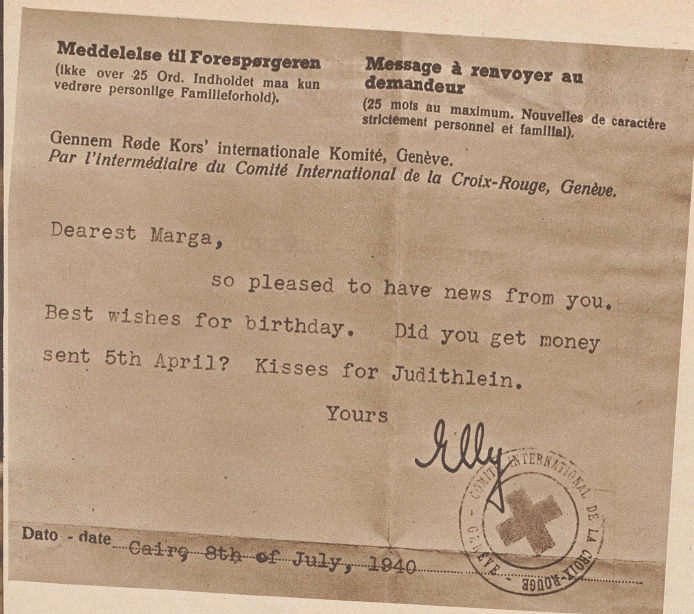 Meddelelse til Forespørgeren
(ikke over 25 Ord. Indholdet maa kun
vedrøre personlige Familieforhold).
Message à renvoyer au
demandeur
(25 mots au maximum. Nouvelles de caractère
strictement personnel et familial).
Gennem Røde Kors' internationale Komité, Genève.
Par l'intermédiaire du Comité International de la Croix-Rouge, Genève.
Dearest Marga,
so pleased to have news from you.
Best wishes for birthday. Did you get money
sent 5th April? Kisses for Judithlein.
Yours
Elly
COMITÉ INTERNATIONAL DE LA CROIX-ROUGE - GENÈVE -
Dato - date Cairo 8th of July, 1940